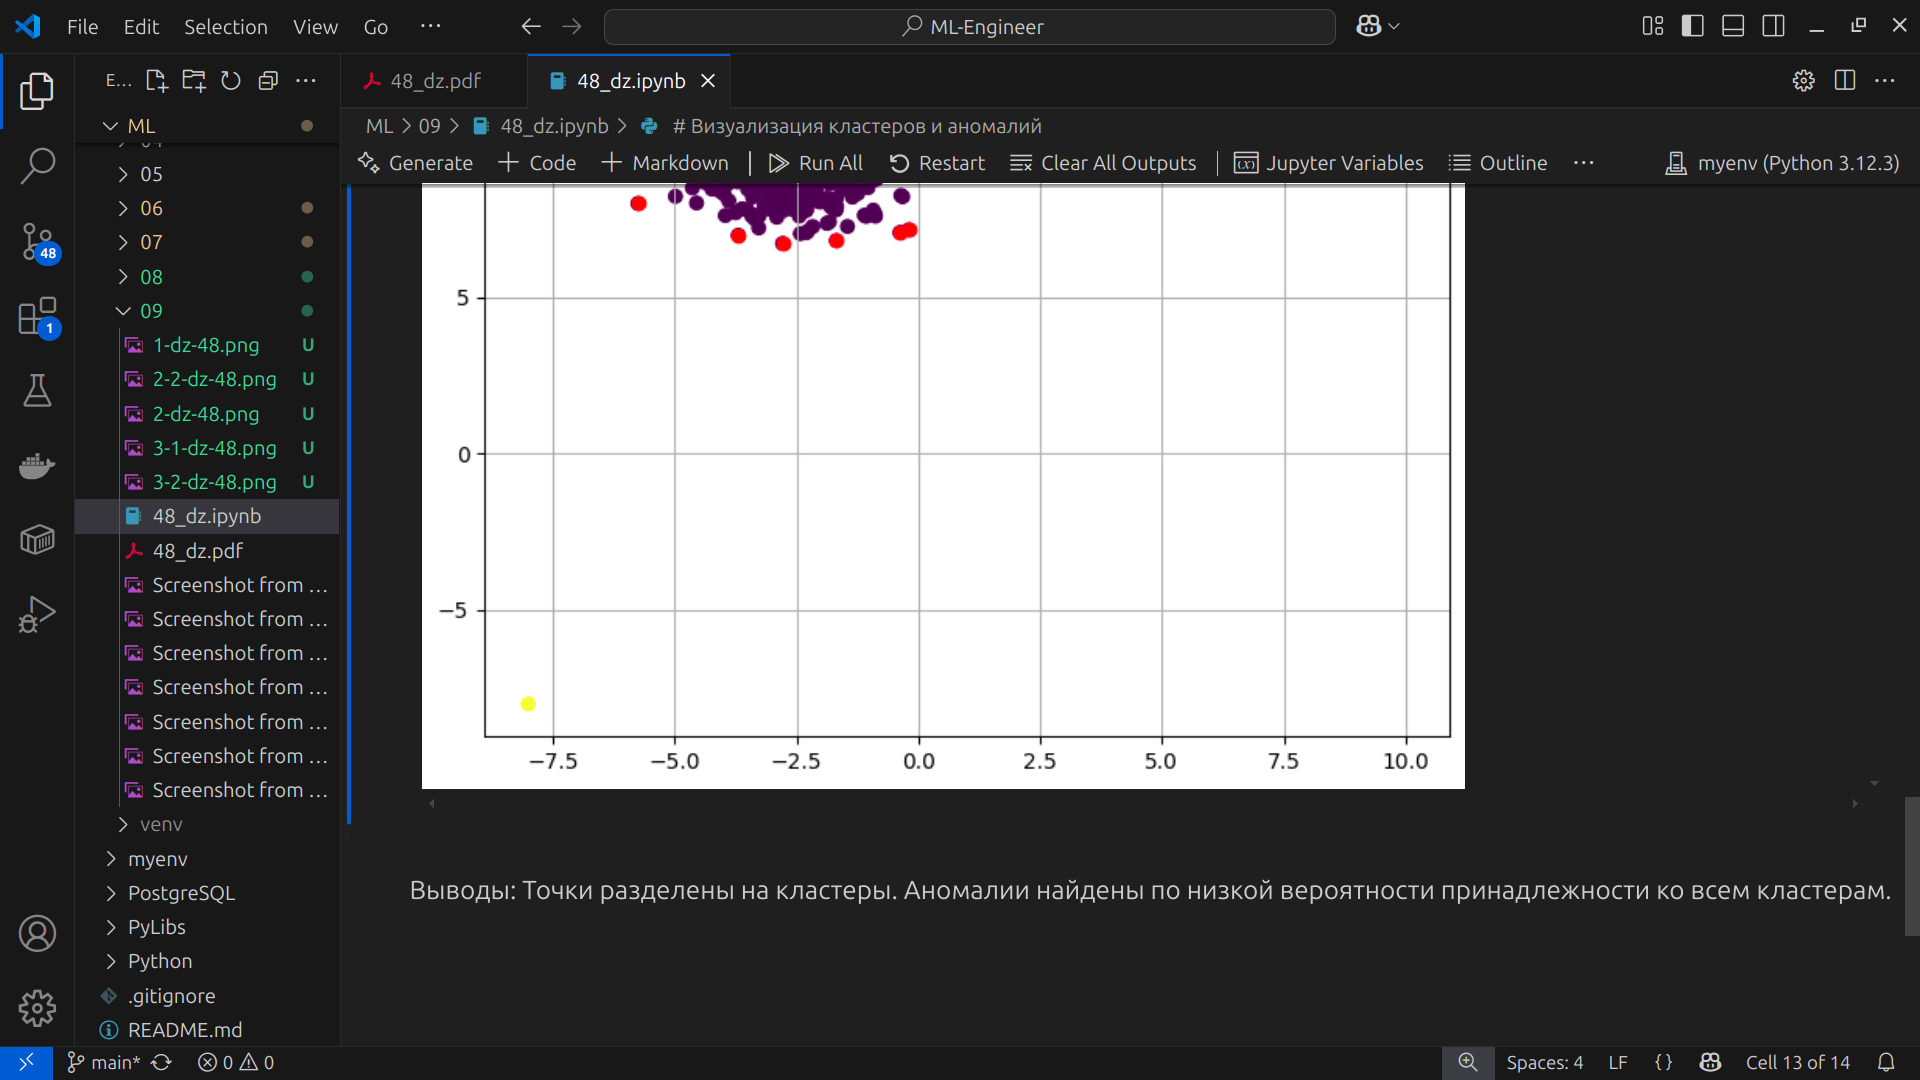 File Edit Selection View Go ···
ML-Engineer
E... ···
48_dz.pdf
48_dz.ipynb
ML
ML > 09 > 48_dz.ipynb > # Визуализация кластеров и аномалий
Generate + Code + Markdown | Run All Restart Clear All Outputs | Jupyter Variables Outline ··· myenv (Python 3.12.3)
05
06
07
08
09
1-dz-48.png U
2-2-dz-48.png U
2-dz-48.png U
3-1-dz-48.png U
3-2-dz-48.png U
48_dz.ipynb
48_dz.pdf
Screenshot from ...
Screenshot from ...
Screenshot from ...
Screenshot from ...
Screenshot from ...
Screenshot from ...
Screenshot from ...
venv
myenv
PostgreSQL
PyLibs
Python
.gitignore
README.md
48
1
5
0
−5
−7.5 −5.0 −2.5 0.0 2.5 5.0 7.5 10.0
Выводы: Точки разделены на кластеры. Аномалии найдены по низкой вероятности принадлежности ко всем кластерам.
main* 0 0 Spaces: 4 LF {} Cell 13 of 14